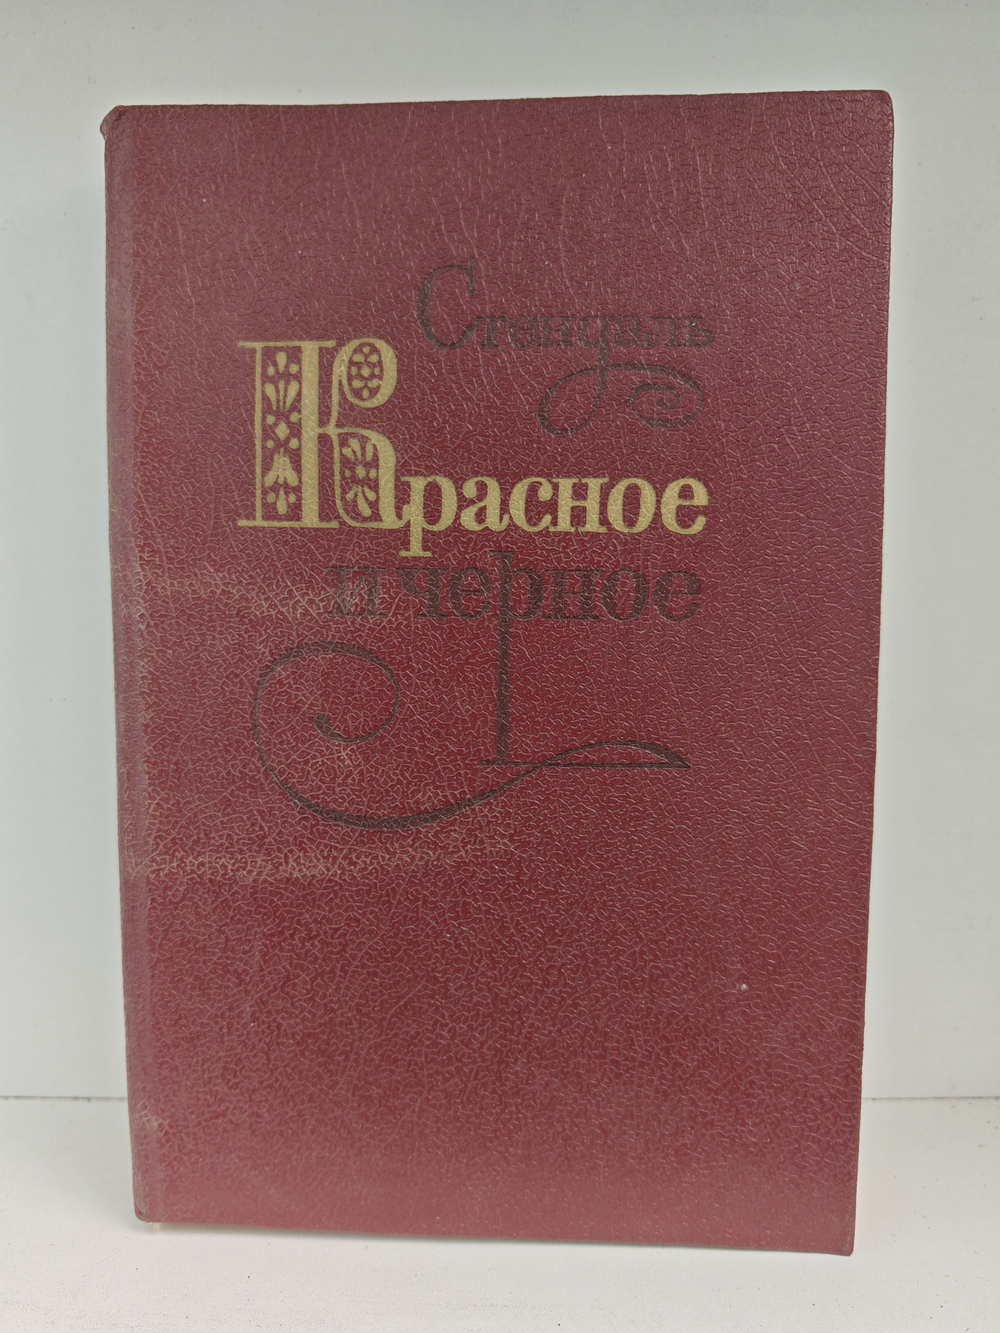 Стендаль
Красное
и черное